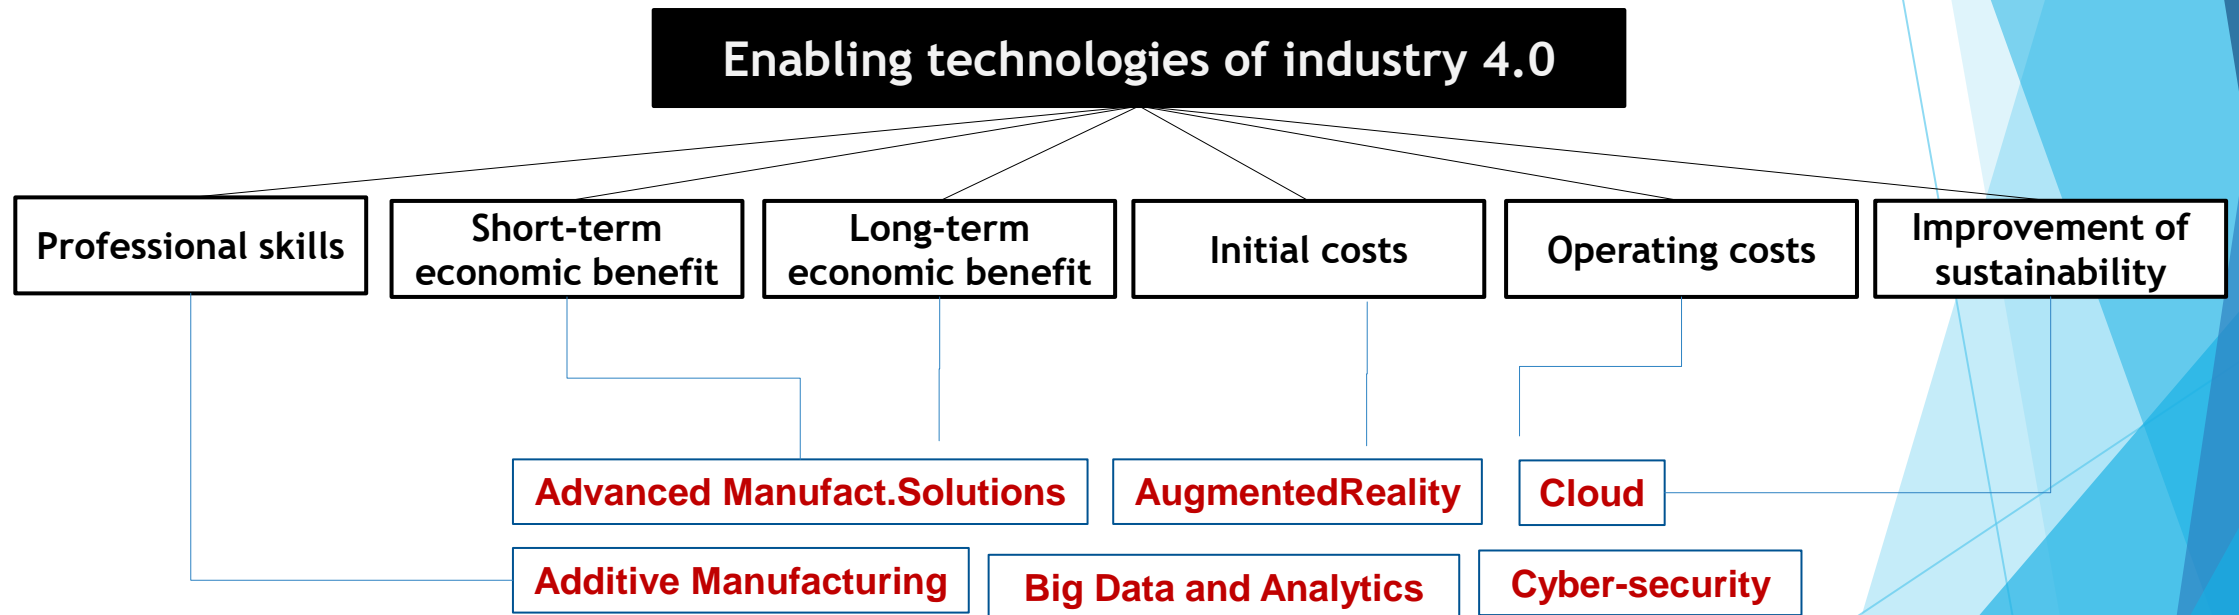 Enabling technologies of industry 4.0
Professional skills
Short-term
economic benefit
Long-term
economic benefit
Initial costs
Operating costs
Improvement of
sustainability
Advanced Manufact.Solutions
AugmentedReality
Cloud
Additive Manufacturing
Big Data and Analytics
Cyber-security